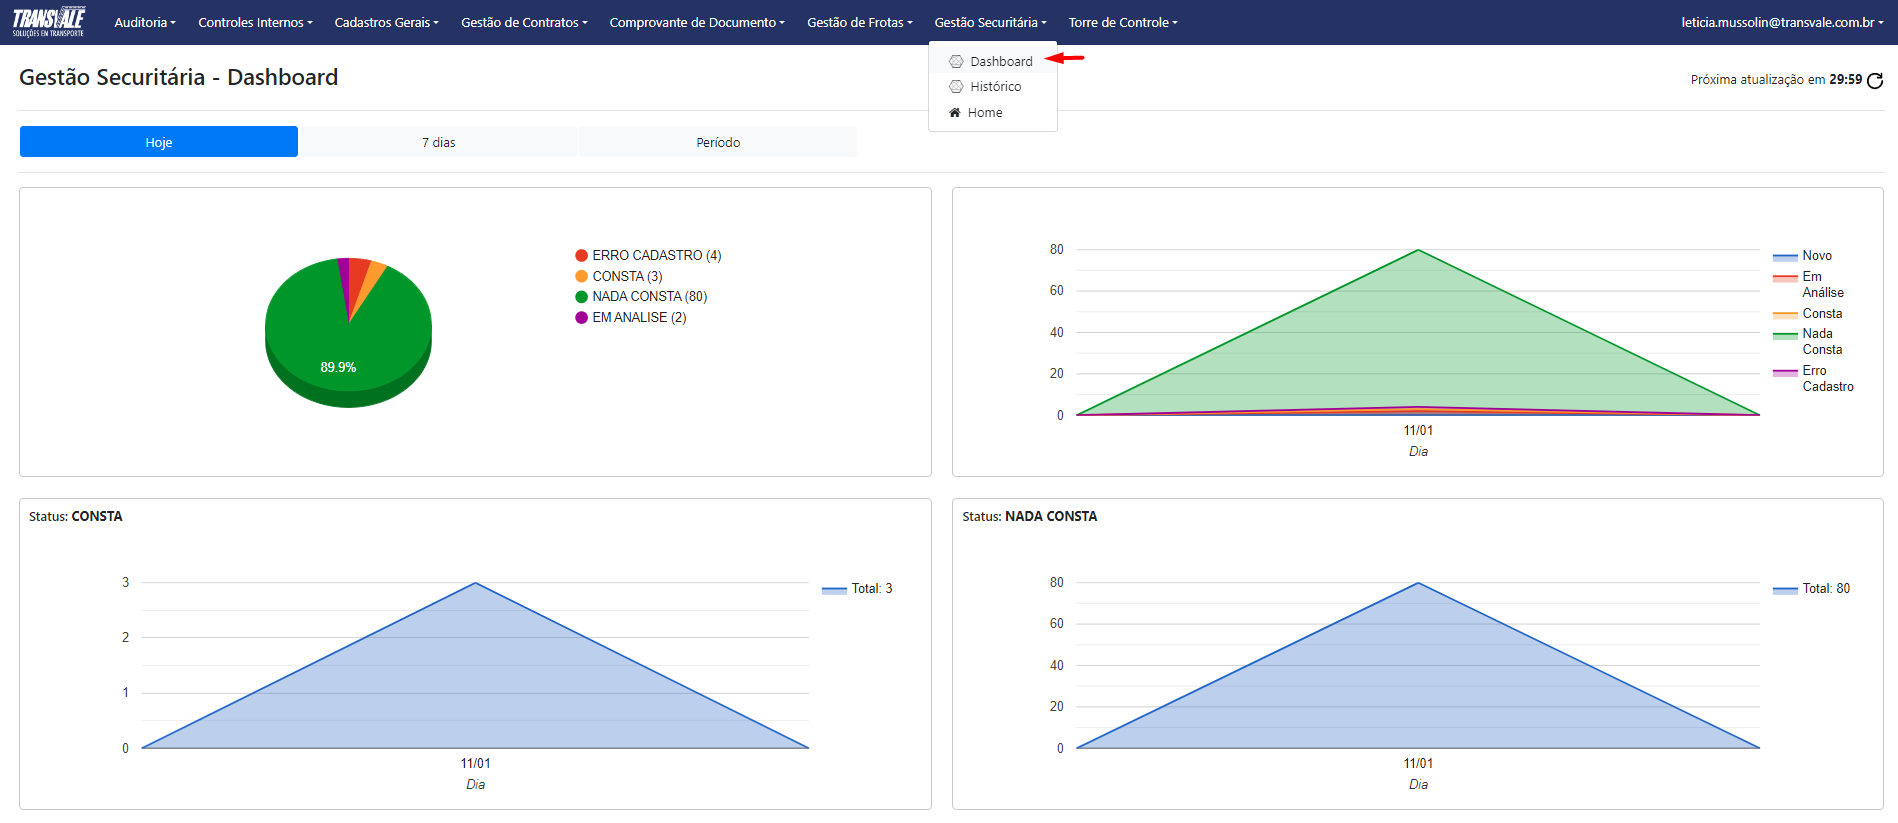 TRANSVALE
SOLUÇÕES EM TRANSPORTE
Auditoria
Controles Internos
Cadastros Gerais
Gestão de Contratos
Comprovante de Documento
Gestão de Frotas
Gestão Securitária
Torre de Controle
leticia.mussolin@transvale.com.br
Dashboard
Histórico
Home
Gestão Securitária - Dashboard
Próxima atualização em 29:59
Hoje
7 dias
Período
89.9%
ERRO CADASTRO (4)
CONSTA (3)
NADA CONSTA (80)
EM ANALISE (2)
80
60
40
20
0
11/01
Dia
Novo
Em
Análise
Consta
Nada
Consta
Erro
Cadastro
Status: CONSTA
3
2
1
0
11/01
Dia
Total: 3
Status: NADA CONSTA
80
60
40
20
0
11/01
Dia
Total: 80